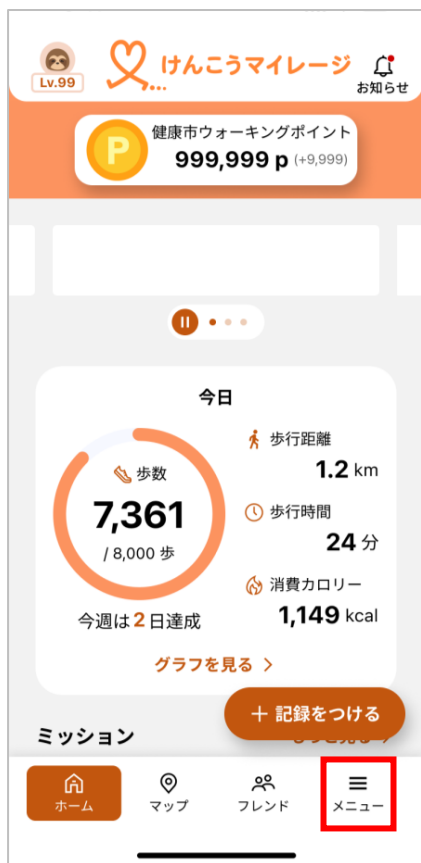 Lv.99
けんこうマイレージ
お知らせ
健康市ウォーキングポイント
P
999,999 p (+9,999)
今日
歩数
7,361
/ 8,000 歩
今週は2日達成
歩行距離
1.2 km
歩行時間
24 分
消費カロリー
1,149 kcal
グラフを見る >
+ 記録をつける
ミッション
ホーム
マップ
フレンド
メニュー